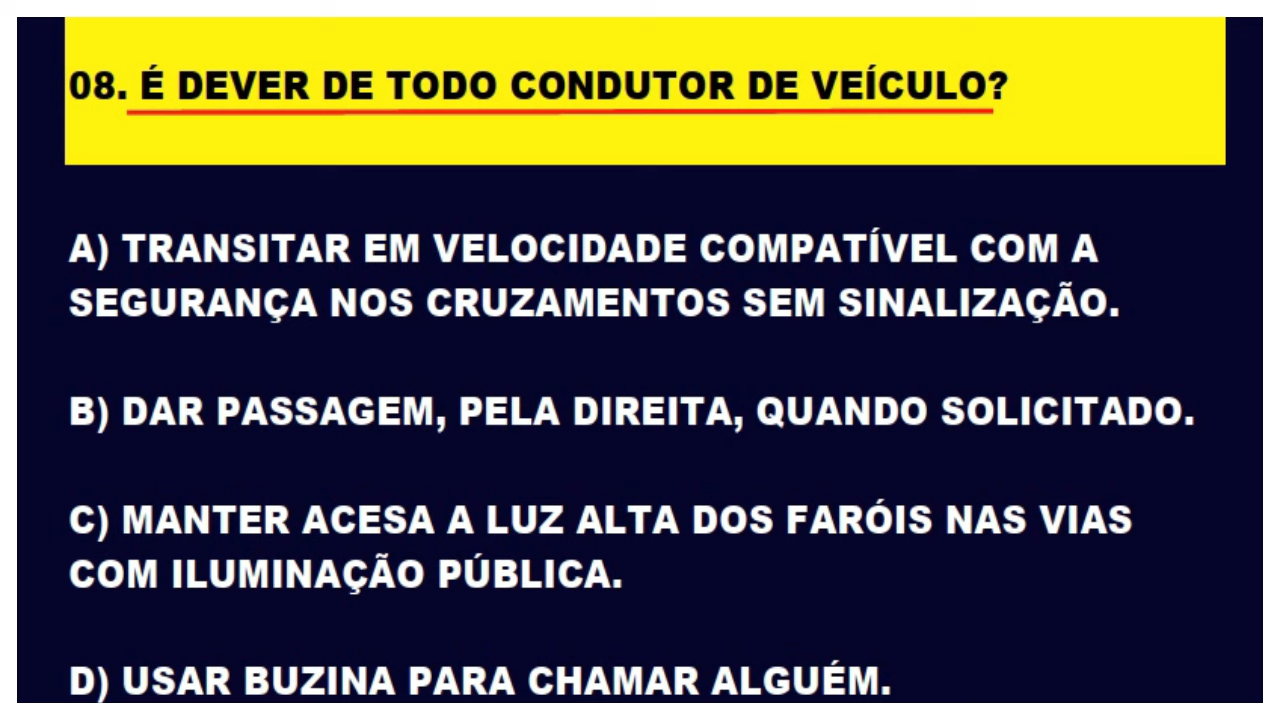 08. É DEVER DE TODO CONDUTOR DE VEÍCULO?
A) TRANSITAR EM VELOCIDADE COMPATÍVEL COM A
SEGURANÇA NOS CRUZAMENTOS SEM SINALIZAÇÃO.
B) DAR PASSAGEM, PELA DIREITA, QUANDO SOLICITADO.
C) MANTER ACESA A LUZ ALTA DOS FARÓIS NAS VIAS
COM ILUMINAÇÃO PÚBLICA.
D) USAR BUZINA PARA CHAMAR ALGUÉM.